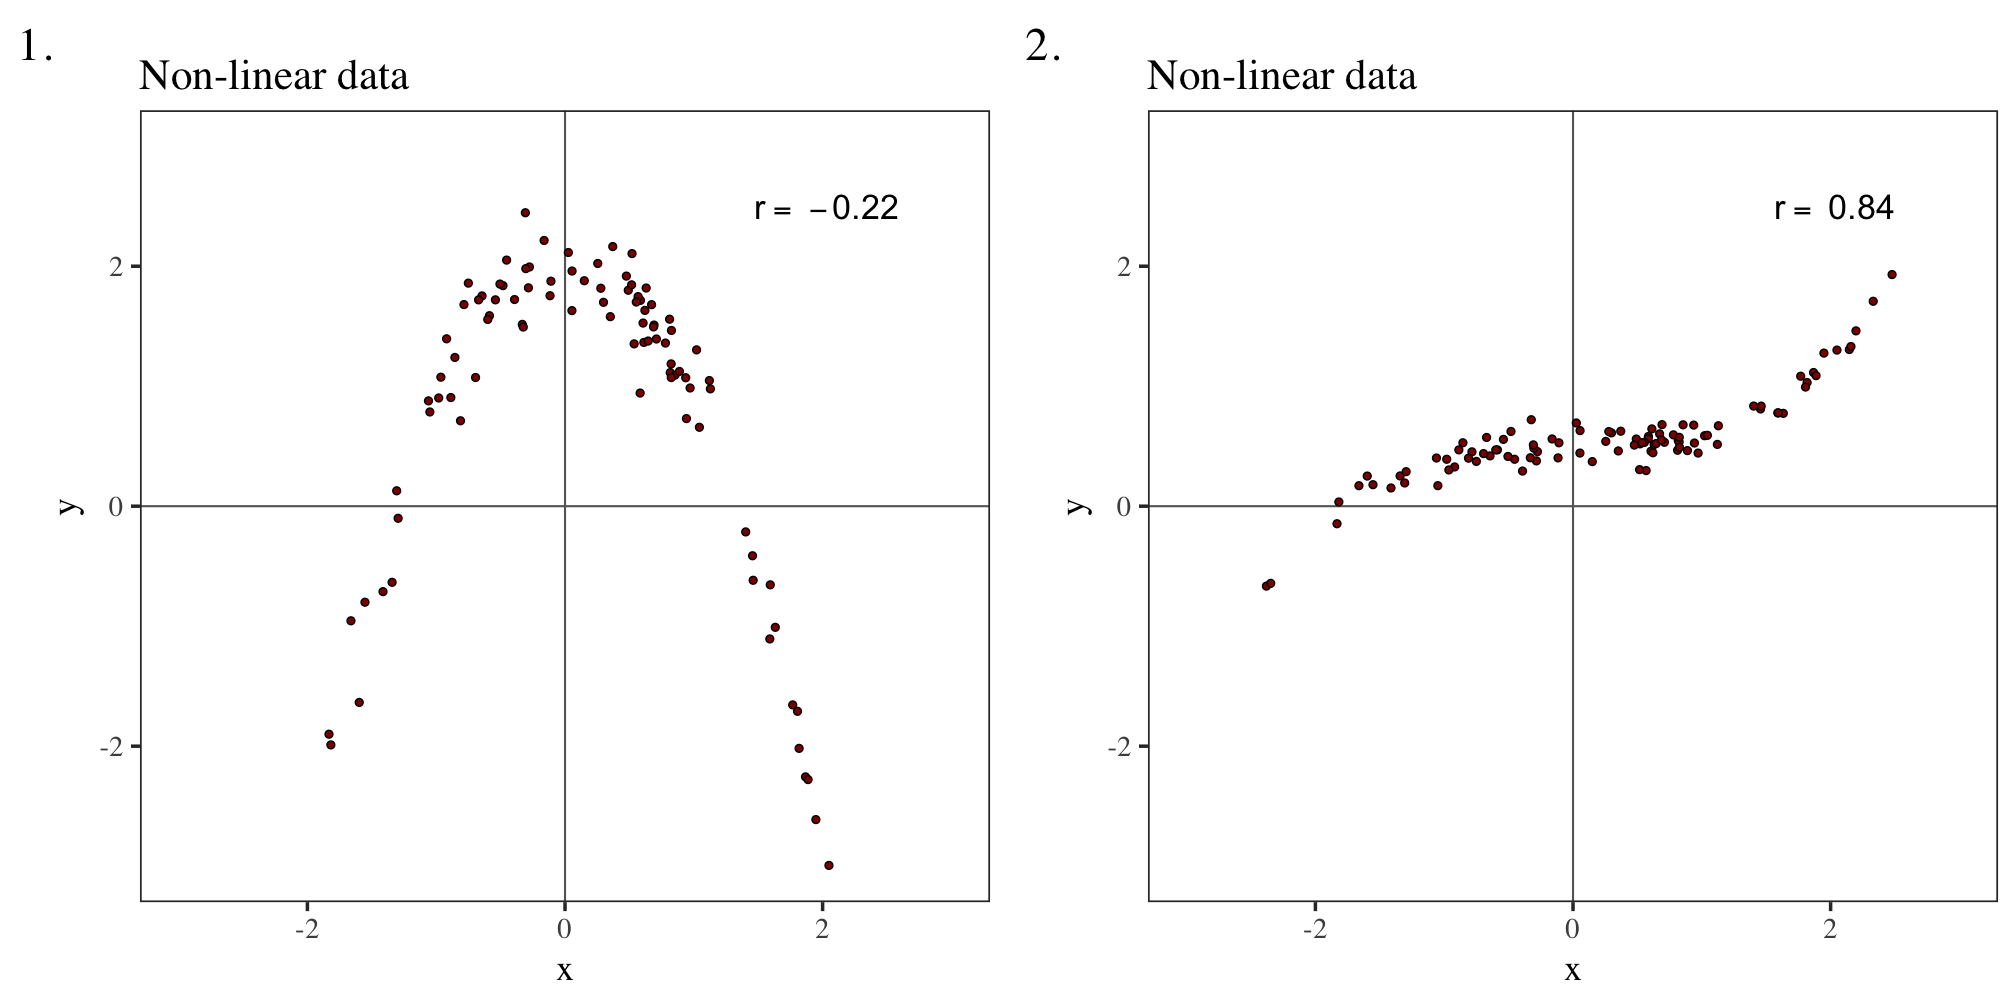 1.
Non-linear data
r = −0.22
2
0
-2
y
-2 0 2
x
2.
Non-linear data
r = 0.84
2
0
-2
y
-2 0 2
x